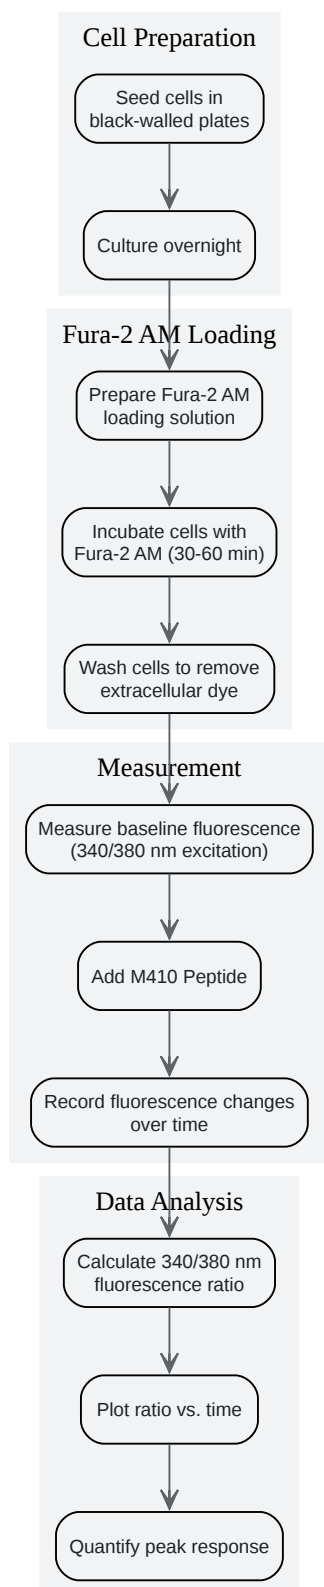 Cell Preparation
Seed cells in
black-walled plates
Culture overnight
Fura-2 AM Loading
Prepare Fura-2 AM
loading solution
Incubate cells with
Fura-2 AM (30-60 min)
Wash cells to remove
extracellular dye
Measurement
Measure baseline fluorescence
(340/380 nm excitation)
Add M410 Peptide
Record fluorescence changes
over time
Data Analysis
Calculate 340/380 nm
fluorescence ratio
Plot ratio vs. time
Quantify peak response